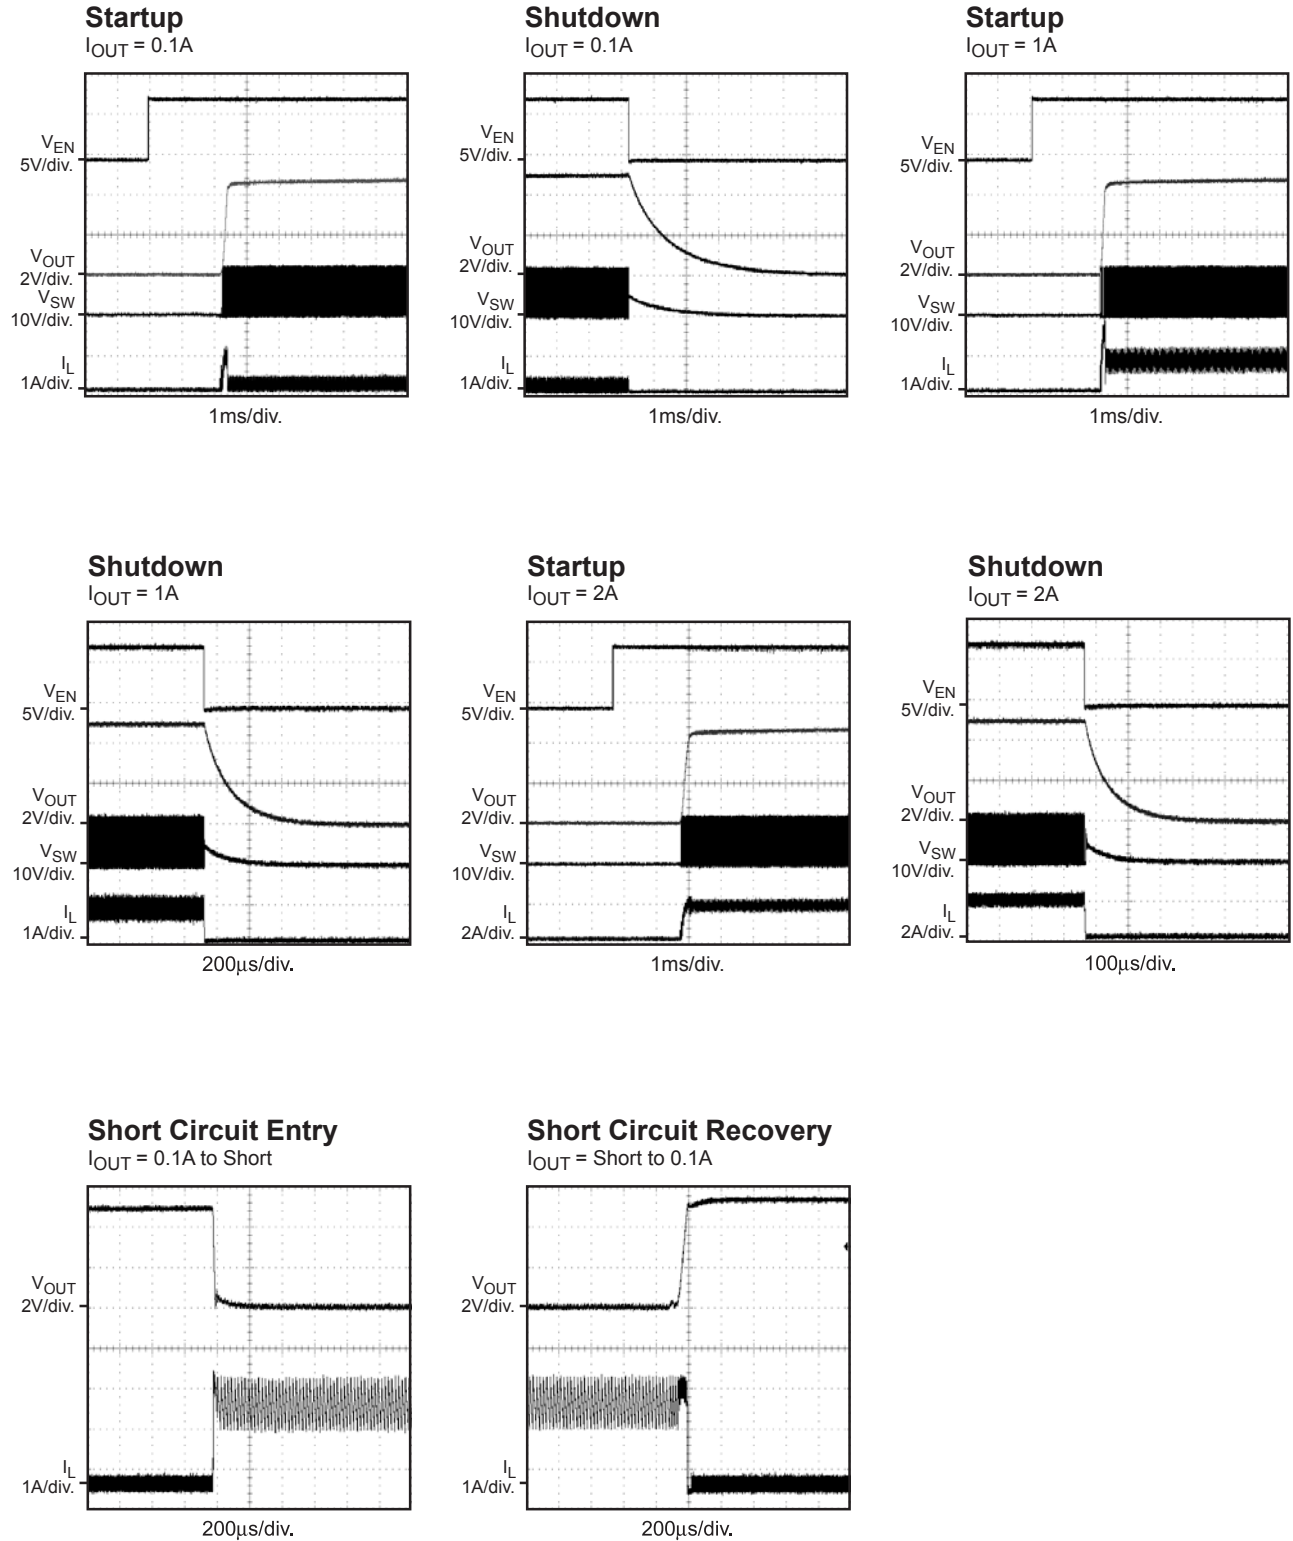 Startup
IOUT = 0.1A
VEN
5V/div.
VOUT
2V/div.
VSW
10V/div.
IL
1A/div.
1ms/div.
Shutdown
IOUT = 0.1A
VEN
5V/div.
VOUT
2V/div.
VSW
10V/div.
IL
1A/div.
1ms/div.
Startup
IOUT = 1A
VEN
5V/div.
VOUT
2V/div.
VSW
10V/div.
IL
1A/div.
1ms/div.
Shutdown
IOUT = 1A
VEN
5V/div.
VOUT
2V/div.
VSW
10V/div.
IL
1A/div.
200µs/div.
Startup
IOUT = 2A
VEN
5V/div.
VOUT
2V/div.
VSW
10V/div.
IL
2A/div.
1ms/div.
Shutdown
IOUT = 2A
VEN
5V/div.
VOUT
2V/div.
VSW
10V/div.
IL
2A/div.
100µs/div.
Short Circuit Entry
IOUT = 0.1A to Short
VOUT
2V/div.
IL
1A/div.
200µs/div.
Short Circuit Recovery
IOUT = Short to 0.1A
VOUT
2V/div.
IL
1A/div.
200µs/div.